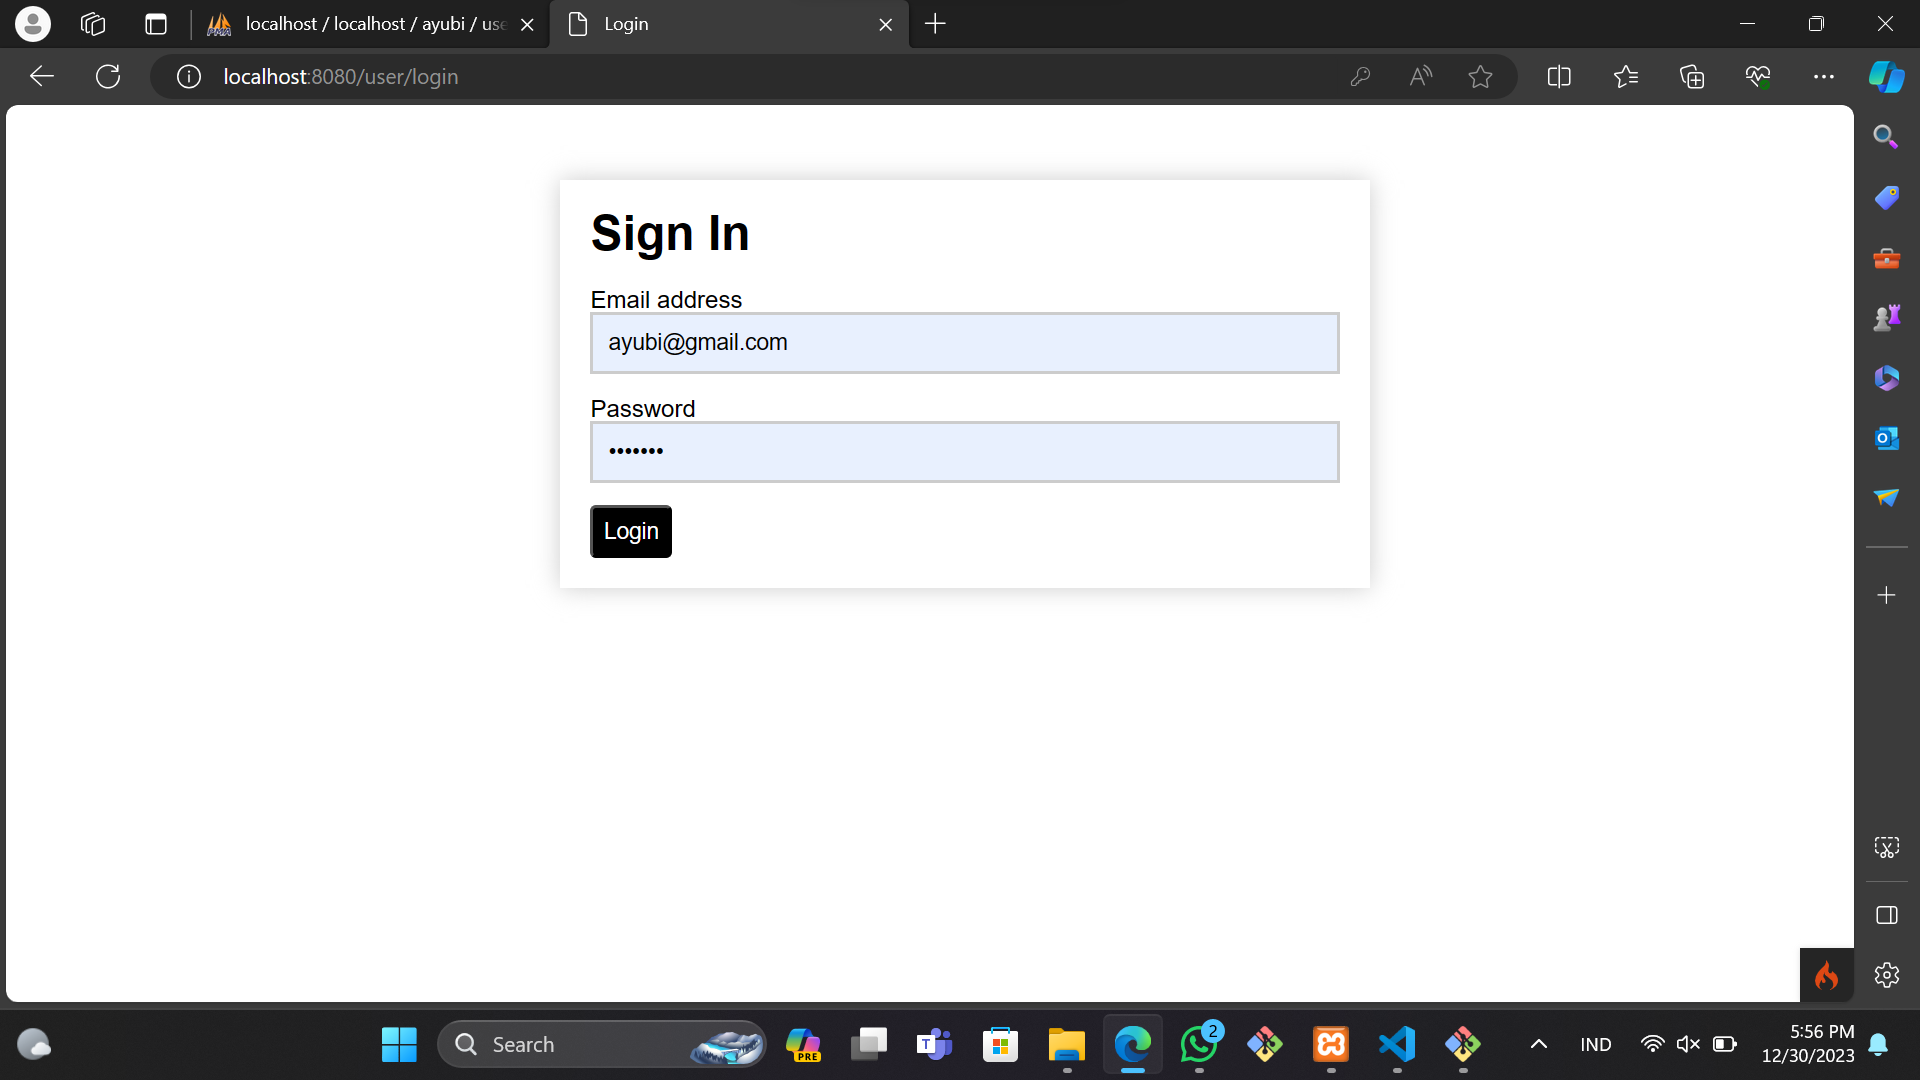 localhost / localhost / ayubi / use
Login
localhost:8080/user/login
Sign In
Email address
ayubi@gmail.com
Password
•••••••
Login
Search
PRE
2
IND
5:56 PM
12/30/2023